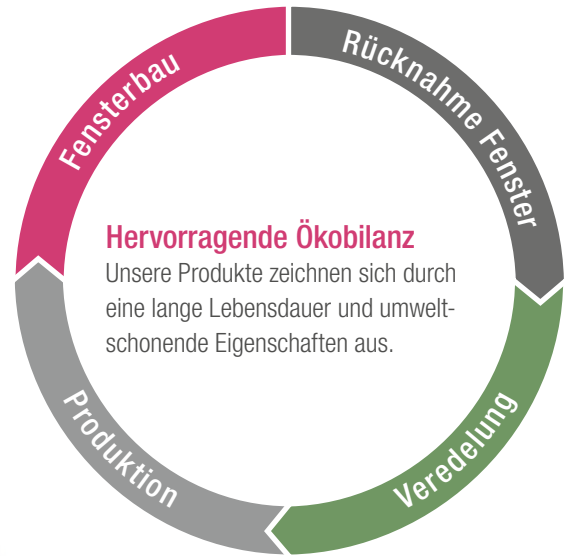 Fensterbau
Rücknahme Fenster
Hervorragende Ökobilanz
Unsere Produkte zeichnen sich durch
eine lange Lebensdauer und umwelt-
schonende Eigenschaften aus.
Produktion
Veredelung